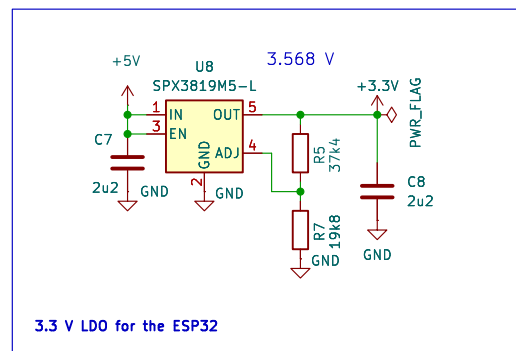 3.568 V
+5V
U8
SPX3819M5-L
+3.3V
PWR_FLAG
1 IN OUT 5
3 EN
ADJ 4
GND
2
C7
2u2
GND
GND
R5
37k4
R7
19k8
GND
C8
2u2
GND
3.3 V LDO for the ESP32